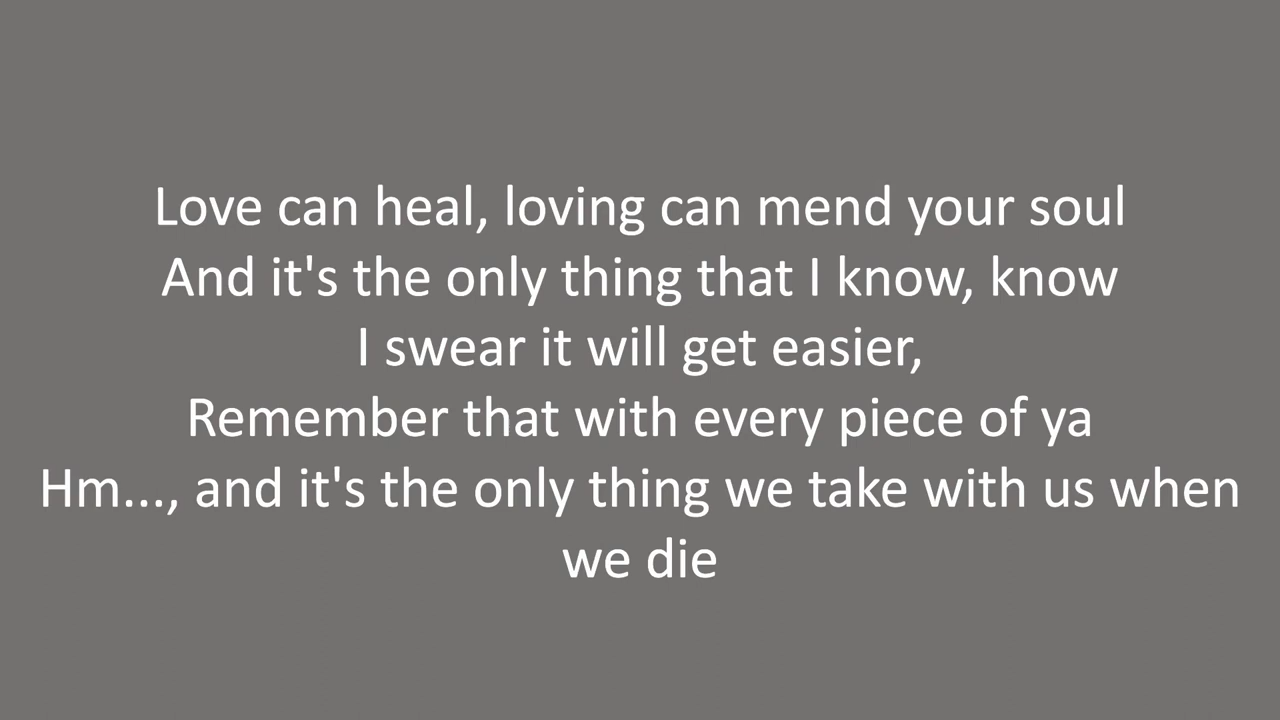 Love can heal, loving can mend your soul
And it's the only thing that I know, know
I swear it will get easier,
Remember that with every piece of ya
Hm..., and it's the only thing we take with us when
we die